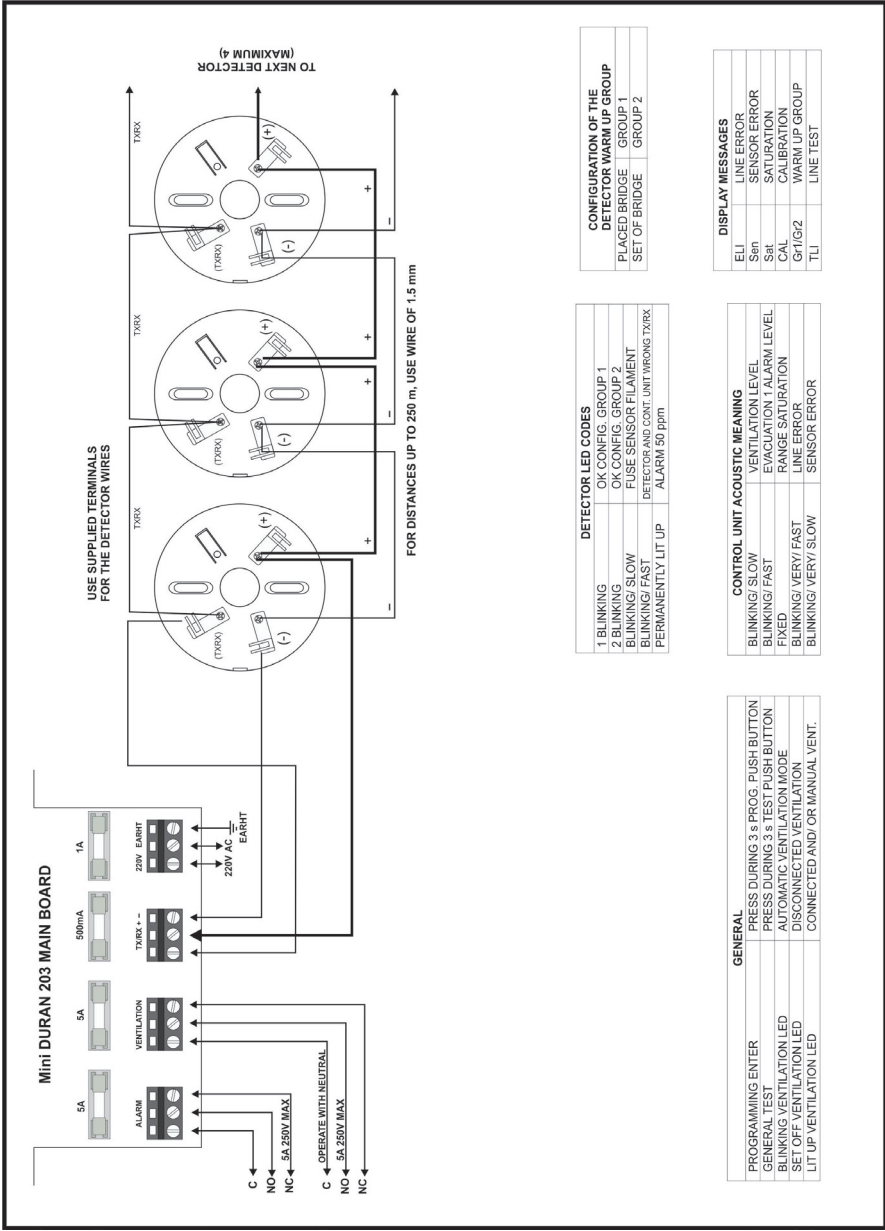 Mini DURAN 203 MAIN BOARD
5A
5A
500mA
1A
ALARM
VENTILATION
TX/RX + −
220V EARHT
C
NO
NC
5A 250V MAX
OPERATE WITH NEUTRAL
C
NO
NC
5A 250V MAX
220V AC
EARHT
USE SUPPLIED TERMINALS
FOR THE DETECTOR WIRES
TXRX
TXRX
TXRX
(TXRX)
(+)
(-)
(TXRX)
(+)
(-)
(TXRX)
(+)
(-)
+
+
+
−
−
−
TO NEXT DETECTOR
(MAXIMUM 4)
FOR DISTANCES UP TO 250 m, USE WIRE OF 1.5 mm
DETECTOR LED CODES
1 BLINKING OK CONFIG. GROUP 1
2 BLINKING OK CONFIG. GROUP 2
BLINKING/ SLOW FUSE SENSOR FILAMENT
BLINKING/ FAST DETECTOR AND CONT. UNIT WRONG TX/RX
PERMANENTLY LIT UP ALARM 50 ppm
CONFIGURATION OF THE
DETECTOR WARM UP GROUP
PLACED BRIDGE GROUP 1
SET OF BRIDGE GROUP 2
GENERAL
PROGRAMMING ENTER PRESS DURING 3 s PROG. PUSH BUTTON
GENERAL TEST PRESS DURING 3 s TEST PUSH BUTTON
BLINKING VENTILATION LED AUTOMATIC VENTILATION MODE
SET OFF VENTILATION LED DISCONNECTED VENTILATION
LIT UP VENTILATION LED CONNECTED AND/ OR MANUAL VENT.
CONTROL UNIT ACOUSTIC MEANING
BLINKING/ SLOW VENTILATION LEVEL
BLINKING/ FAST EVACUATION 1 ALARM LEVEL
FIXED RANGE SATURATION
BLINKING/ VERY/ FAST LINE ERROR
BLINKING/ VERY/ SLOW SENSOR ERROR
DISPLAY MESSAGES
ELI LINE ERROR
Sen SENSOR ERROR
Sat SATURATION
CAL CALIBRATION
Gr1/Gr2 WARM UP GROUP
TLI LINE TEST